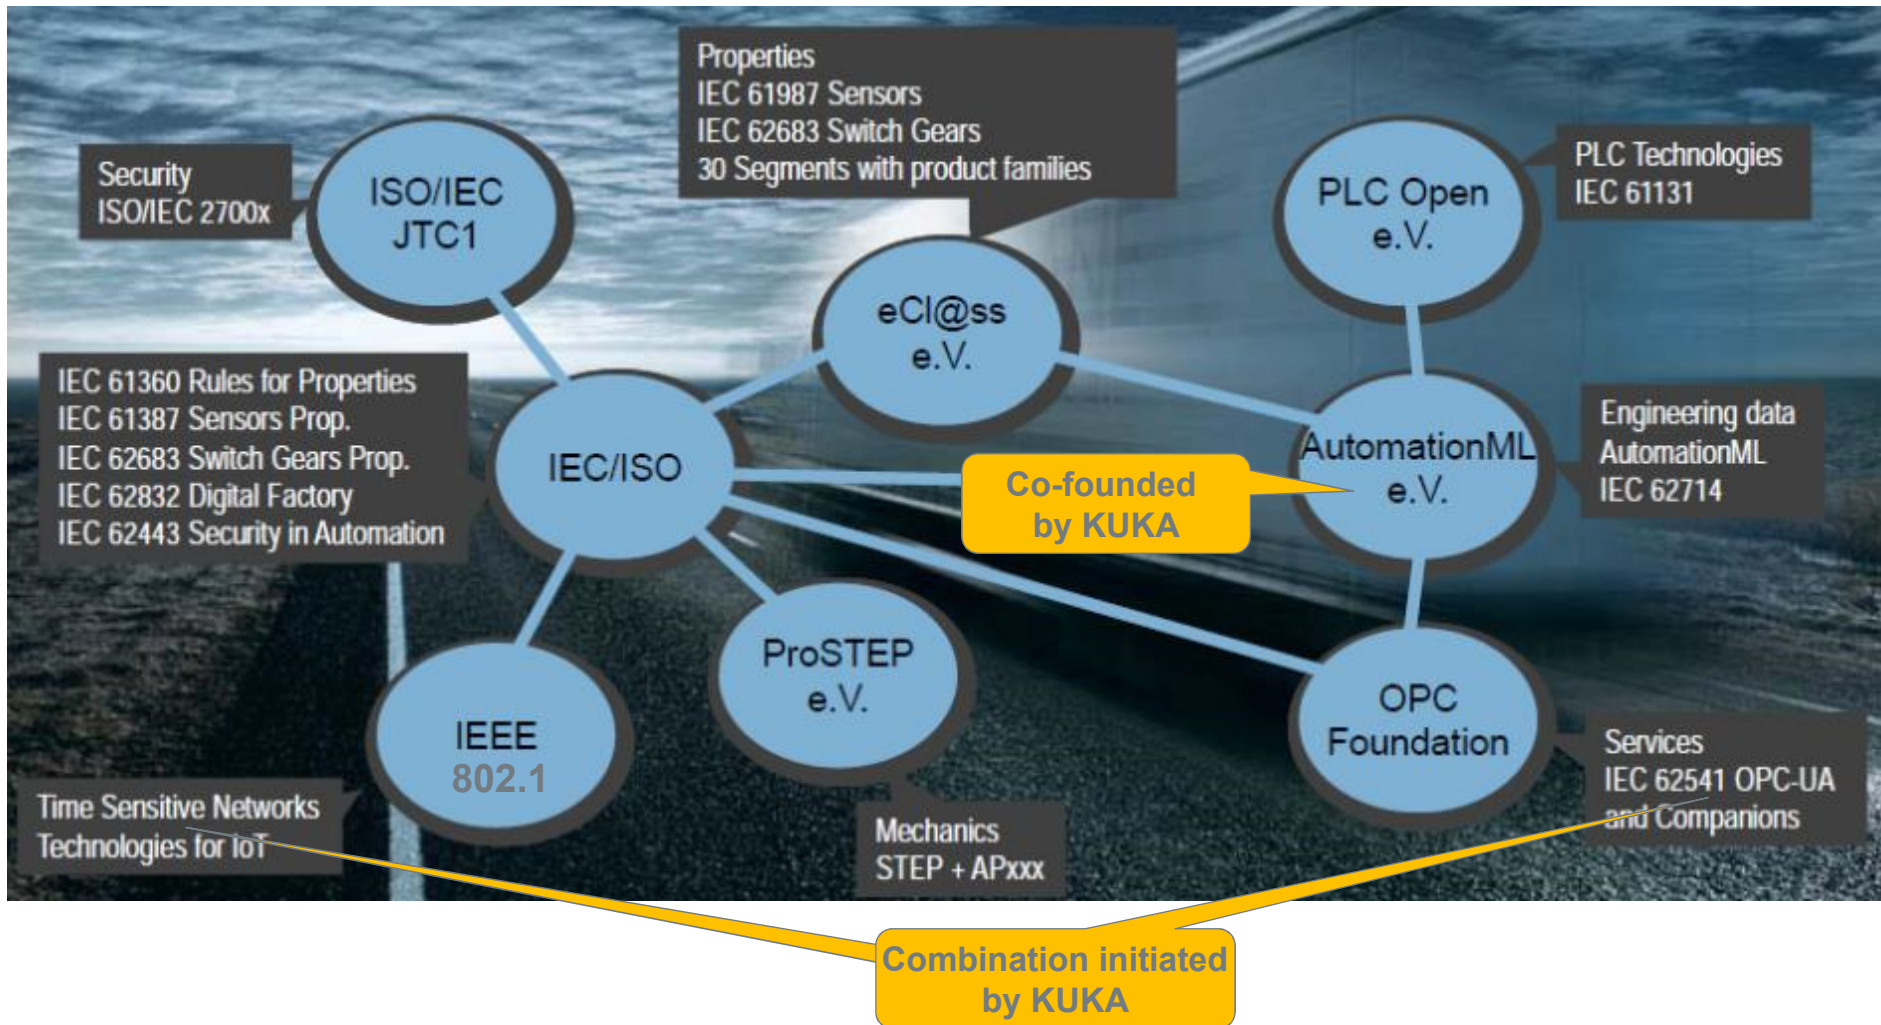 Properties
IEC 61987 Sensors
IEC 62683 Switch Gears
30 Segments with product families
Security
ISO/IEC 2700x
ISO/IEC
JTC1
PLC Open
e.V.
PLC Technologies
IEC 61131
eCl@ss
e.V.
IEC 61360 Rules for Properties
IEC 61387 Sensors Prop.
IEC 62683 Switch Gears Prop.
IEC 62832 Digital Factory
IEC 62443 Security in Automation
IEC/ISO
Co-founded
by KUKA
AutomationML
e.V.
Engineering data
AutomationML
IEC 62714
IEEE
802.1
ProSTEP
e.V.
OPC
Foundation
Services
IEC 62541 OPC-UA
and Companions
Time Sensitive Networks
Technologies for IoT
Mechanics
STEP + APxxx
Combination initiated
by KUKA